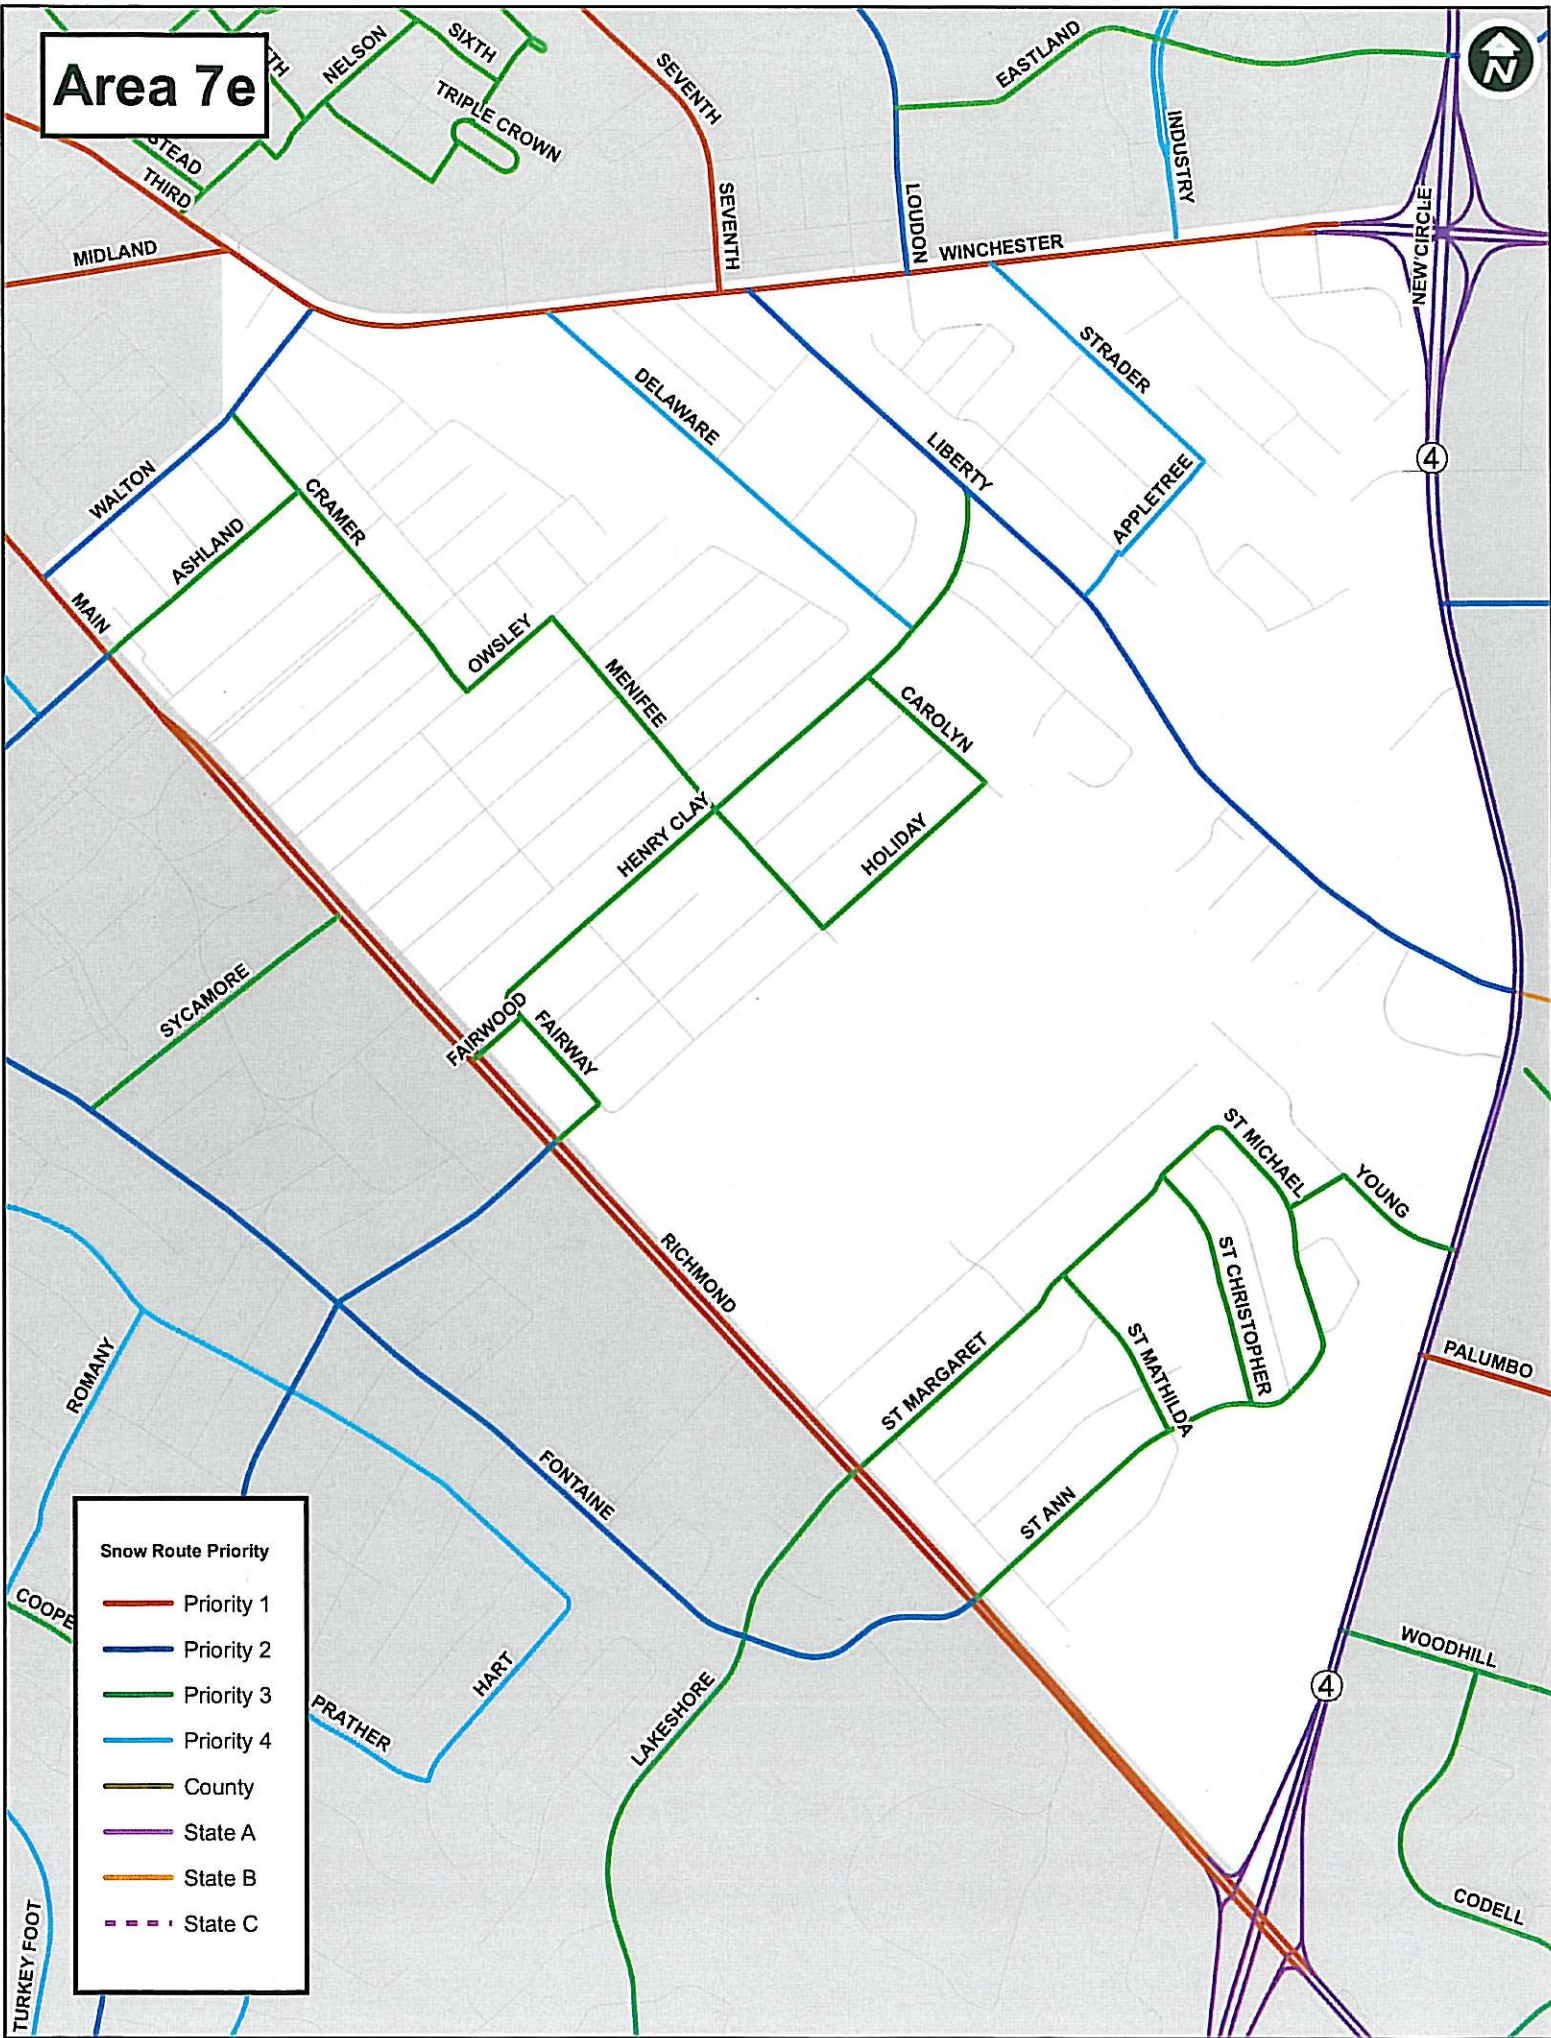 Area 7e
ETH
NELSON
SIXTH
TRIPLE CROWN
SEVENTH
EASTLAND
N
STEAD
THIRD
INDUSTRY
MIDLAND
SEVENTH
LOUDON
WINCHESTER
NEW CIRCLE
STRADER
DELAWARE
LIBERTY
4
WALTON
CRAMER
ASHLAND
APPLETREE
MAIN
OWSLEY
MENIFEE
CAROLYN
HENRY CLAY
HOLIDAY
SYCAMORE
FAIRWOOD
FAIRWAY
ST MICHAEL
YOUNG
RICHMOND
ST CHRISTOPHER
ROMANY
ST MARGARET
ST MATHILDA
PALUMBO
FONTAINE
ST ANN
COOPE
HART
PRATHER
LAKESHORE
WOODHILL
4
CODELL
TURKEY FOOT
Snow Route Priority
Priority 1
Priority 2
Priority 3
Priority 4
County
State A
State B
State C